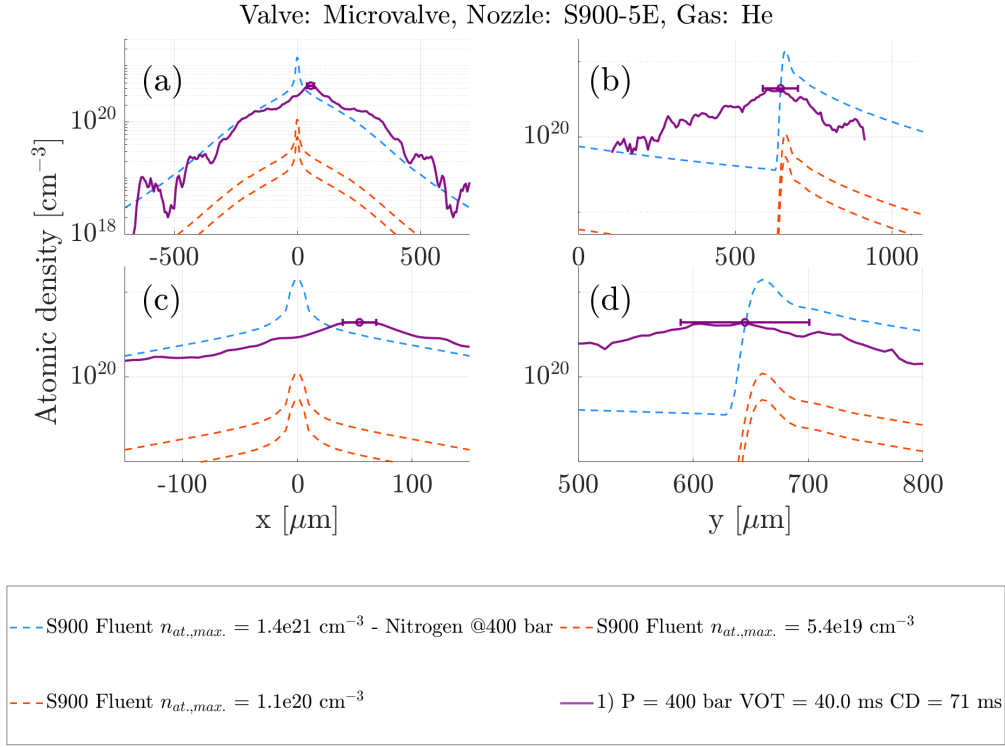 Valve: Microvalve, Nozzle: S900-5E, Gas: He
(a)
(b)
10^20
10^18
10^20
-500
0
500
0
500
1000
(c)
(d)
10^20
10^20
-100
0
100
500
600
700
800
x [μm]
y [μm]
Atomic density [cm^−3]
S900 Fluent n_at.,max. = 1.4e21 cm^−3 - Nitrogen @400 bar
S900 Fluent n_at.,max. = 5.4e19 cm^−3
S900 Fluent n_at.,max. = 1.1e20 cm^−3
1) P = 400 bar VOT = 40.0 ms CD = 71 ms